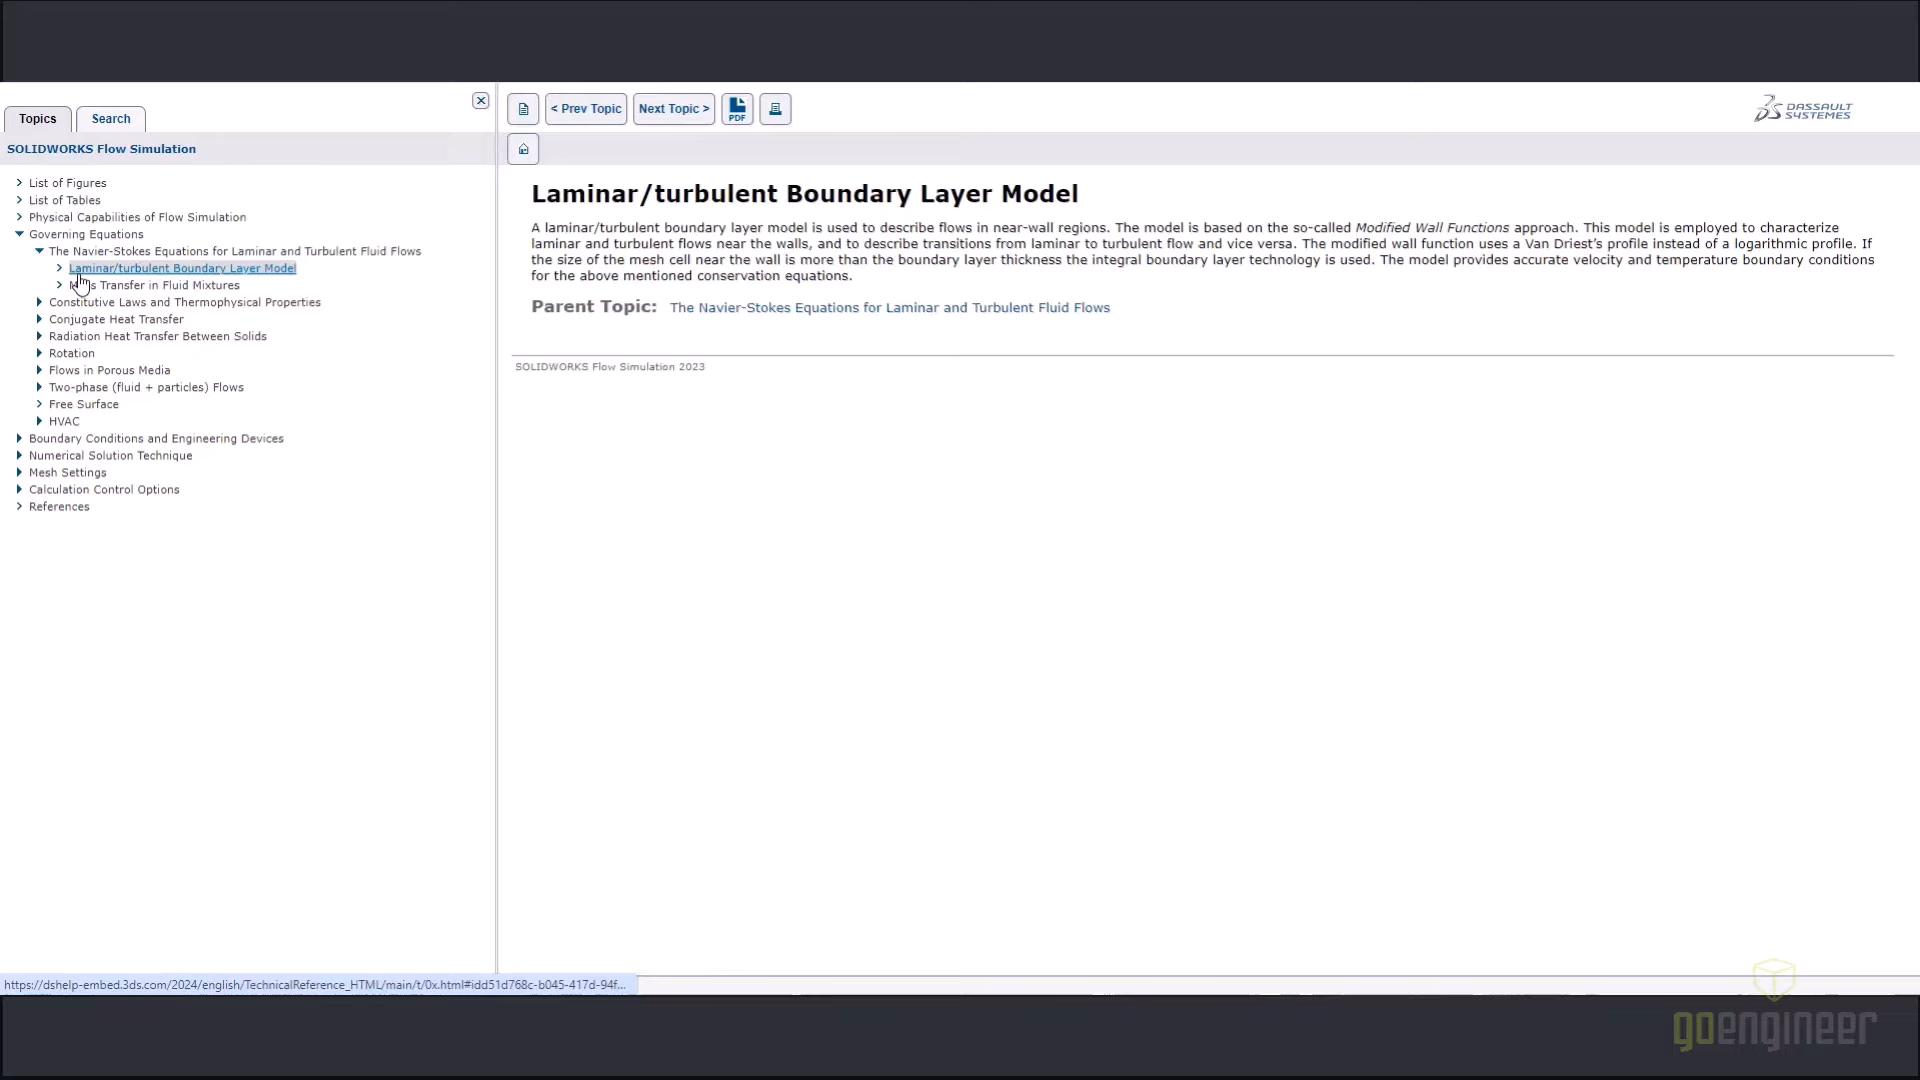 Topics
Search
SOLIDWORKS Flow Simulation
List of Figures
List of Tables
Physical Capabilities of Flow Simulation
Governing Equations
The Navier-Stokes Equations for Laminar and Turbulent Fluid Flows
Laminar/turbulent Boundary Layer Model
Transfer in Fluid Mixtures
Constitutive Laws and Thermophysical Properties
Conjugate Heat Transfer
Radiation Heat Transfer Between Solids
Rotation
Flows in Porous Media
Two-phase (fluid + particles) Flows
Free Surface
HVAC
Boundary Conditions and Engineering Devices
Numerical Solution Technique
Mesh Settings
Calculation Control Options
References
https://dshelp-embed.3ds.com/2024/english/TechnicalReference_HTML/main/t/0x.html#idd51d768c-b045-417d-94f...
< Prev Topic
Next Topic >
PDF
DASSAULT
SYSTEMES
Laminar/turbulent Boundary Layer Model
A laminar/turbulent boundary layer model is used to describe flows in near-wall regions. The model is based on the so-called Modified Wall Functions approach. This model is employed to characterize
laminar and turbulent flows near the walls, and to describe transitions from laminar to turbulent flow and vice versa. The modified wall function uses a Van Driest's profile instead of a logarithmic profile. If
the size of the mesh cell near the wall is more than the boundary layer thickness the integral boundary layer technology is used. The model provides accurate velocity and temperature boundary conditions
for the above mentioned conservation equations.
Parent Topic: The Navier-Stokes Equations for Laminar and Turbulent Fluid Flows
SOLIDWORKS Flow Simulation 2023
goengineer